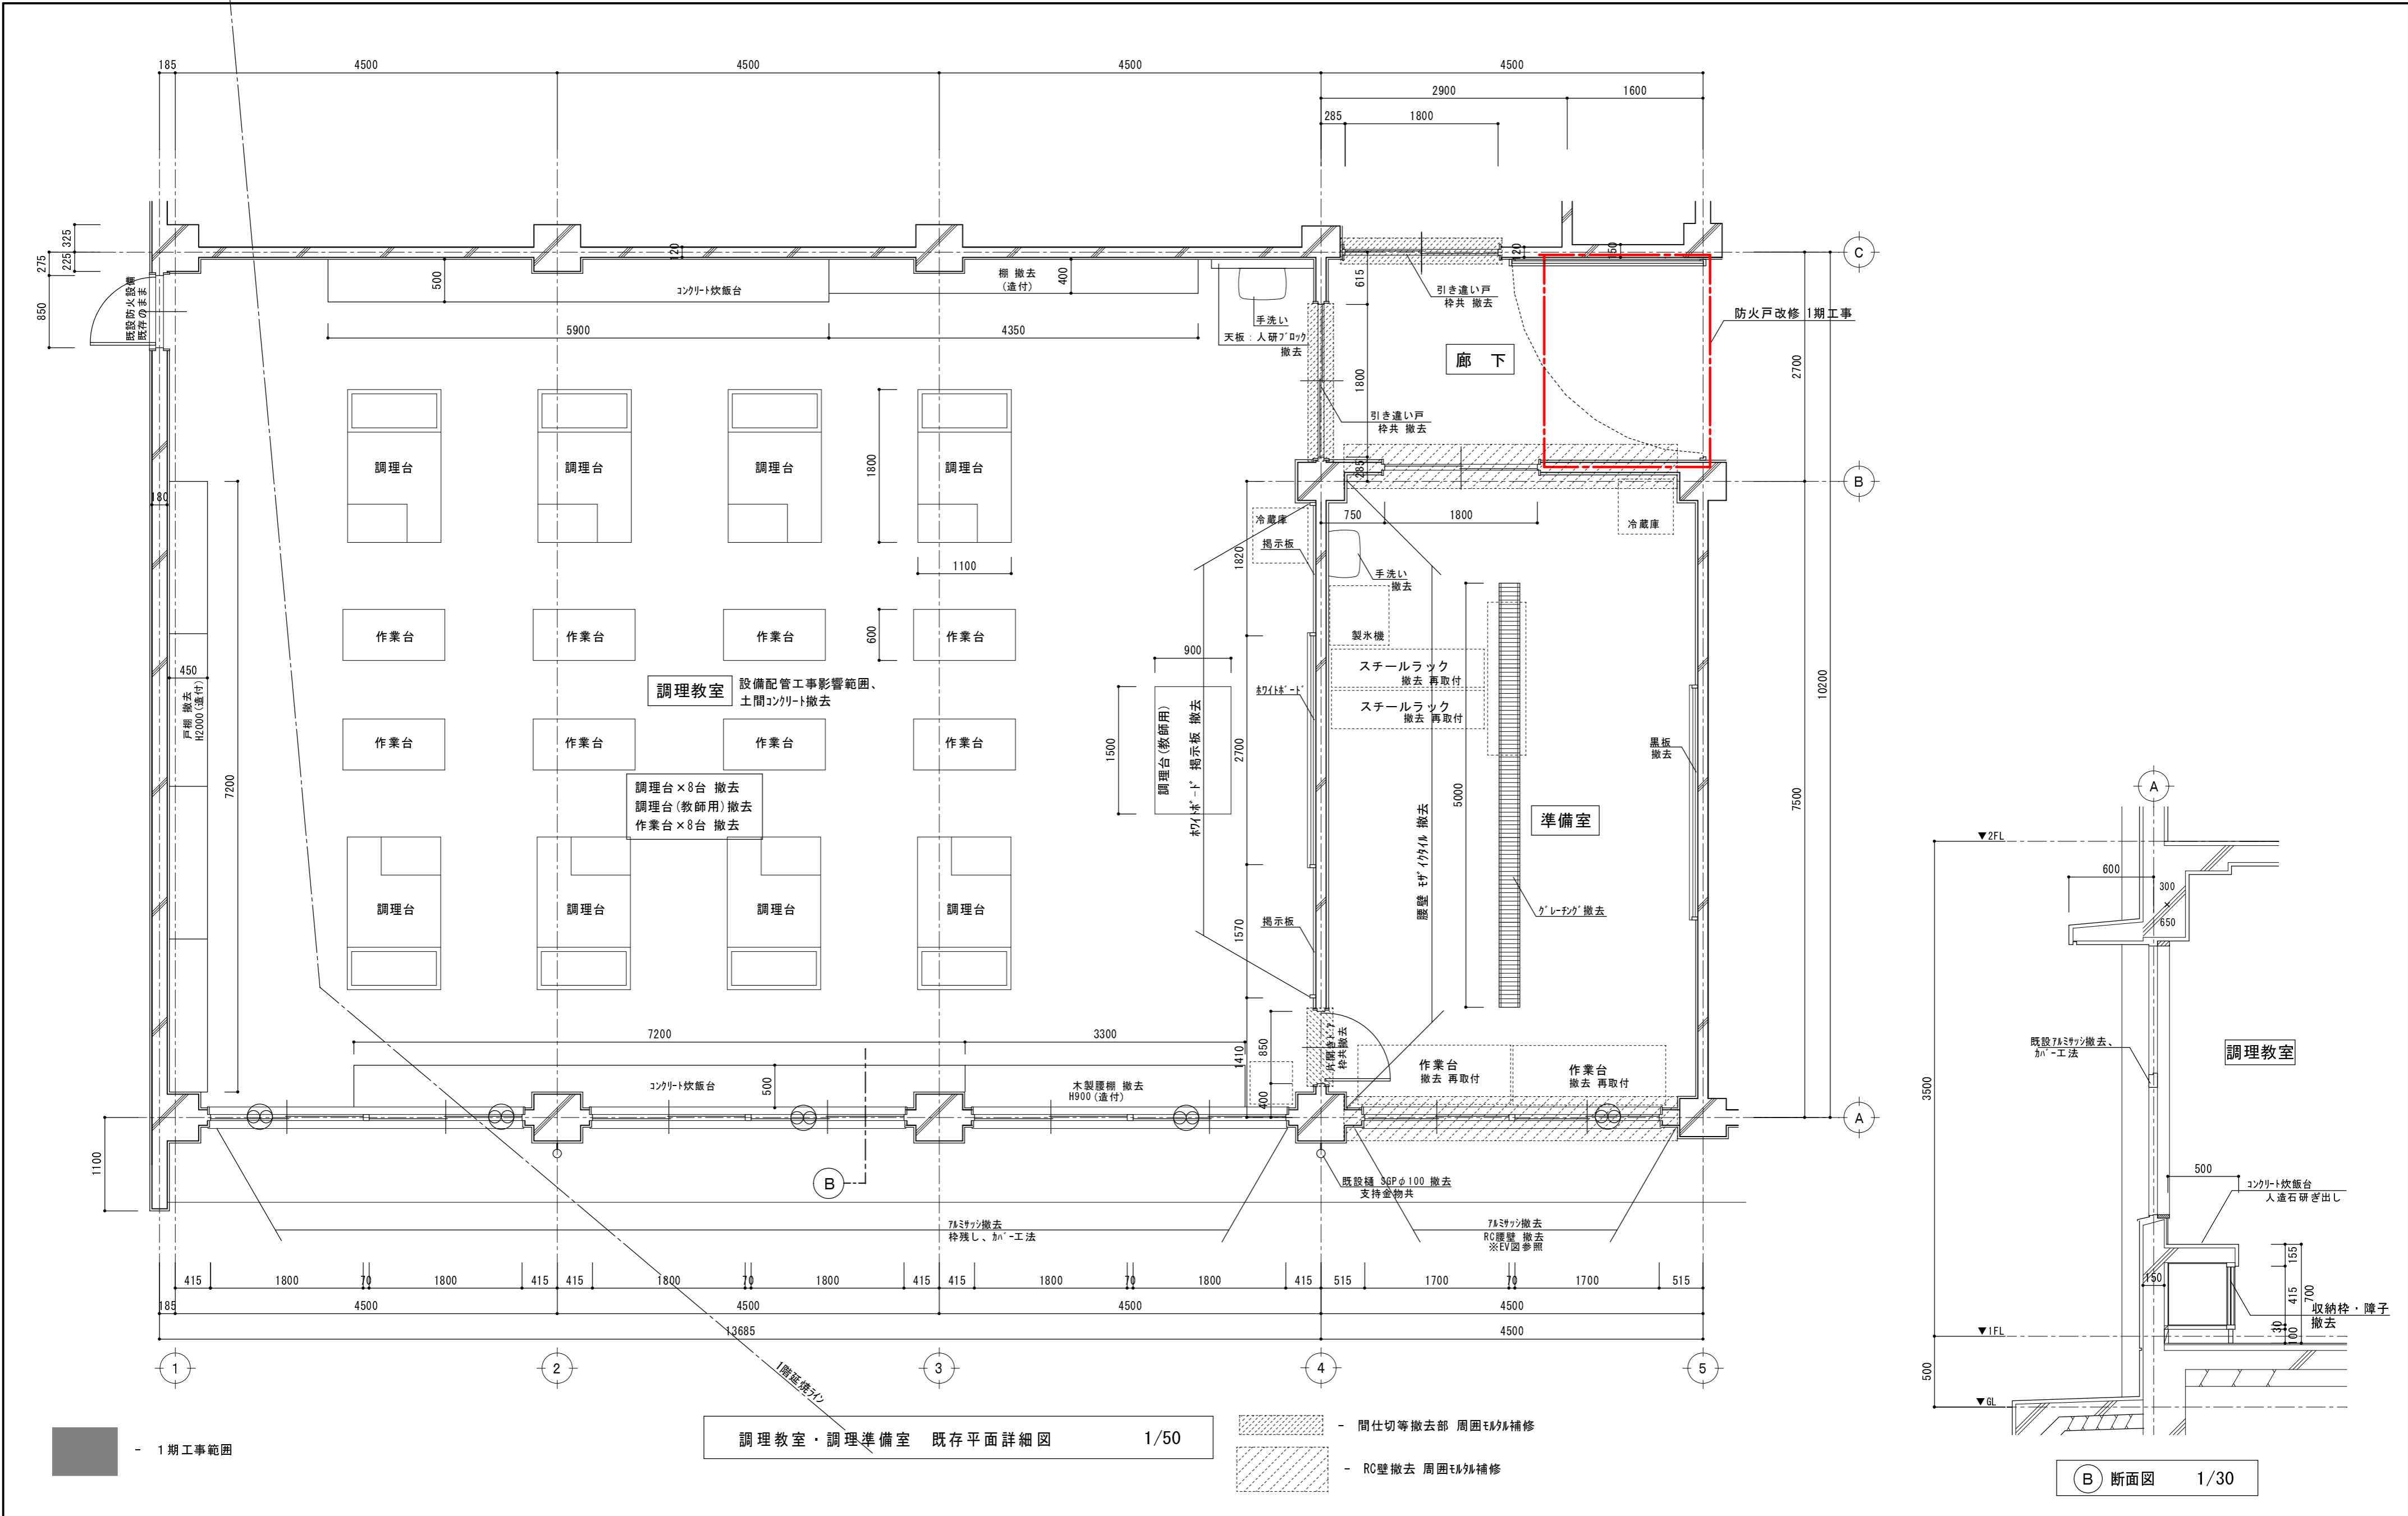 185
4500
4500
4500
4500
2900
1600
285
1800
325
225
275
850
既設防火設備
既存のまま
120
120
150
C
500
コンクリート炊飯台
棚 撤去
(造付)
400
5900
4350
手洗い
天板：人研ブロック
撤去
615
引き違い戸
枠共 撤去
防火戸改修 1期工事
廊 下
1800
引き違い戸
枠共 撤去
2700
285
B
調理台
調理台
調理台
調理台
1800
1100
180
冷蔵庫
掲示板
1820
750
1800
冷蔵庫
手洗い
撤去
製氷機
作業台
作業台
作業台
作業台
600
450
戸棚 撤去
H2000(造付)
7200
調理教室
設備配管工事影響範囲、
土間コンクリート撤去
900
1500
調理台(教師用)
ホワイトボード 掲示板 撤去
ホワイトボード
2700
スチールラック
撤去 再取付
スチールラック
撤去 再取付
黒板
撤去
10200
7500
作業台
作業台
作業台
作業台
調理台×8台 撤去
調理台(教師用)撤去
作業台×8台 撤去
5000
準備室
腰壁 モザイクタイル 撤去
グレーチング撤去
調理台
調理台
調理台
調理台
掲示板
1570
7200
3300
1410
850
400
片開きドア
枠共撤去
コンクリート炊飯台
500
木製腰棚 撤去
H900(造付)
作業台
撤去 再取付
作業台
撤去 再取付
A
1100
B
既設樋 SGPφ100 撤去
支持金物共
アルミサッシ撤去
枠残し、カバー工法
アルミサッシ撤去
RC腰壁 撤去
※EV図参照
415
1800
70
1800
415
415
1800
70
1800
415
415
1800
70
1800
415
515
1700
70
1700
515
185
4500
4500
4500
4500
13685
4500
1
2
3
4
5
1階延焼ライン
- 1期工事範囲
調理教室・調理準備室 既存平面詳細図 1/50
- 間仕切等撤去部 周囲モルタル補修
- RC壁撤去 周囲モルタル補修
A
▼2FL
600
300
×
650
既設アルミサッシ撤去、
カバー工法
調理教室
3500
500
コンクリート炊飯台
人造石研ぎ出し
150
155
415
700
30
100
収納枠・障子
撤去
▼1FL
500
▼GL
B 断面図 1/30